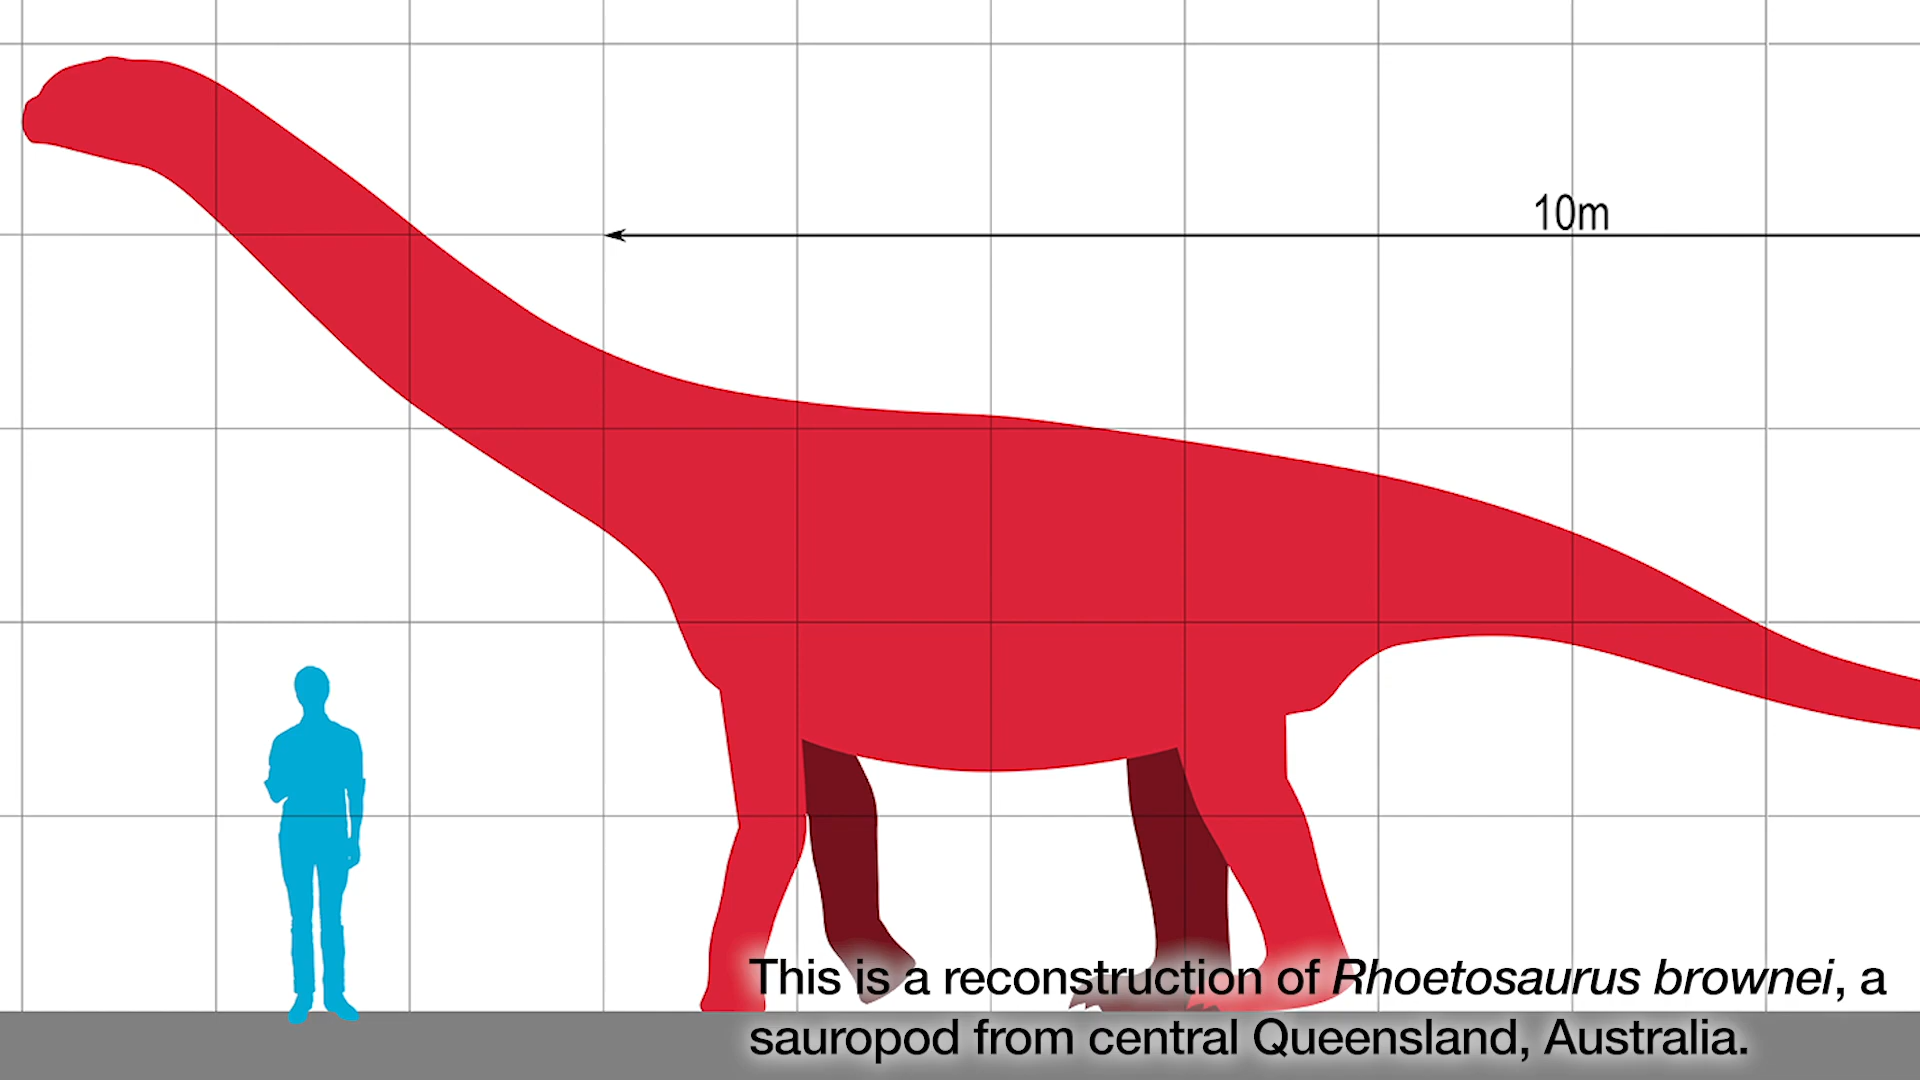 10m
This is a reconstruction of Rhoetosaurus brownei, a
sauropod from central Queensland, Australia.